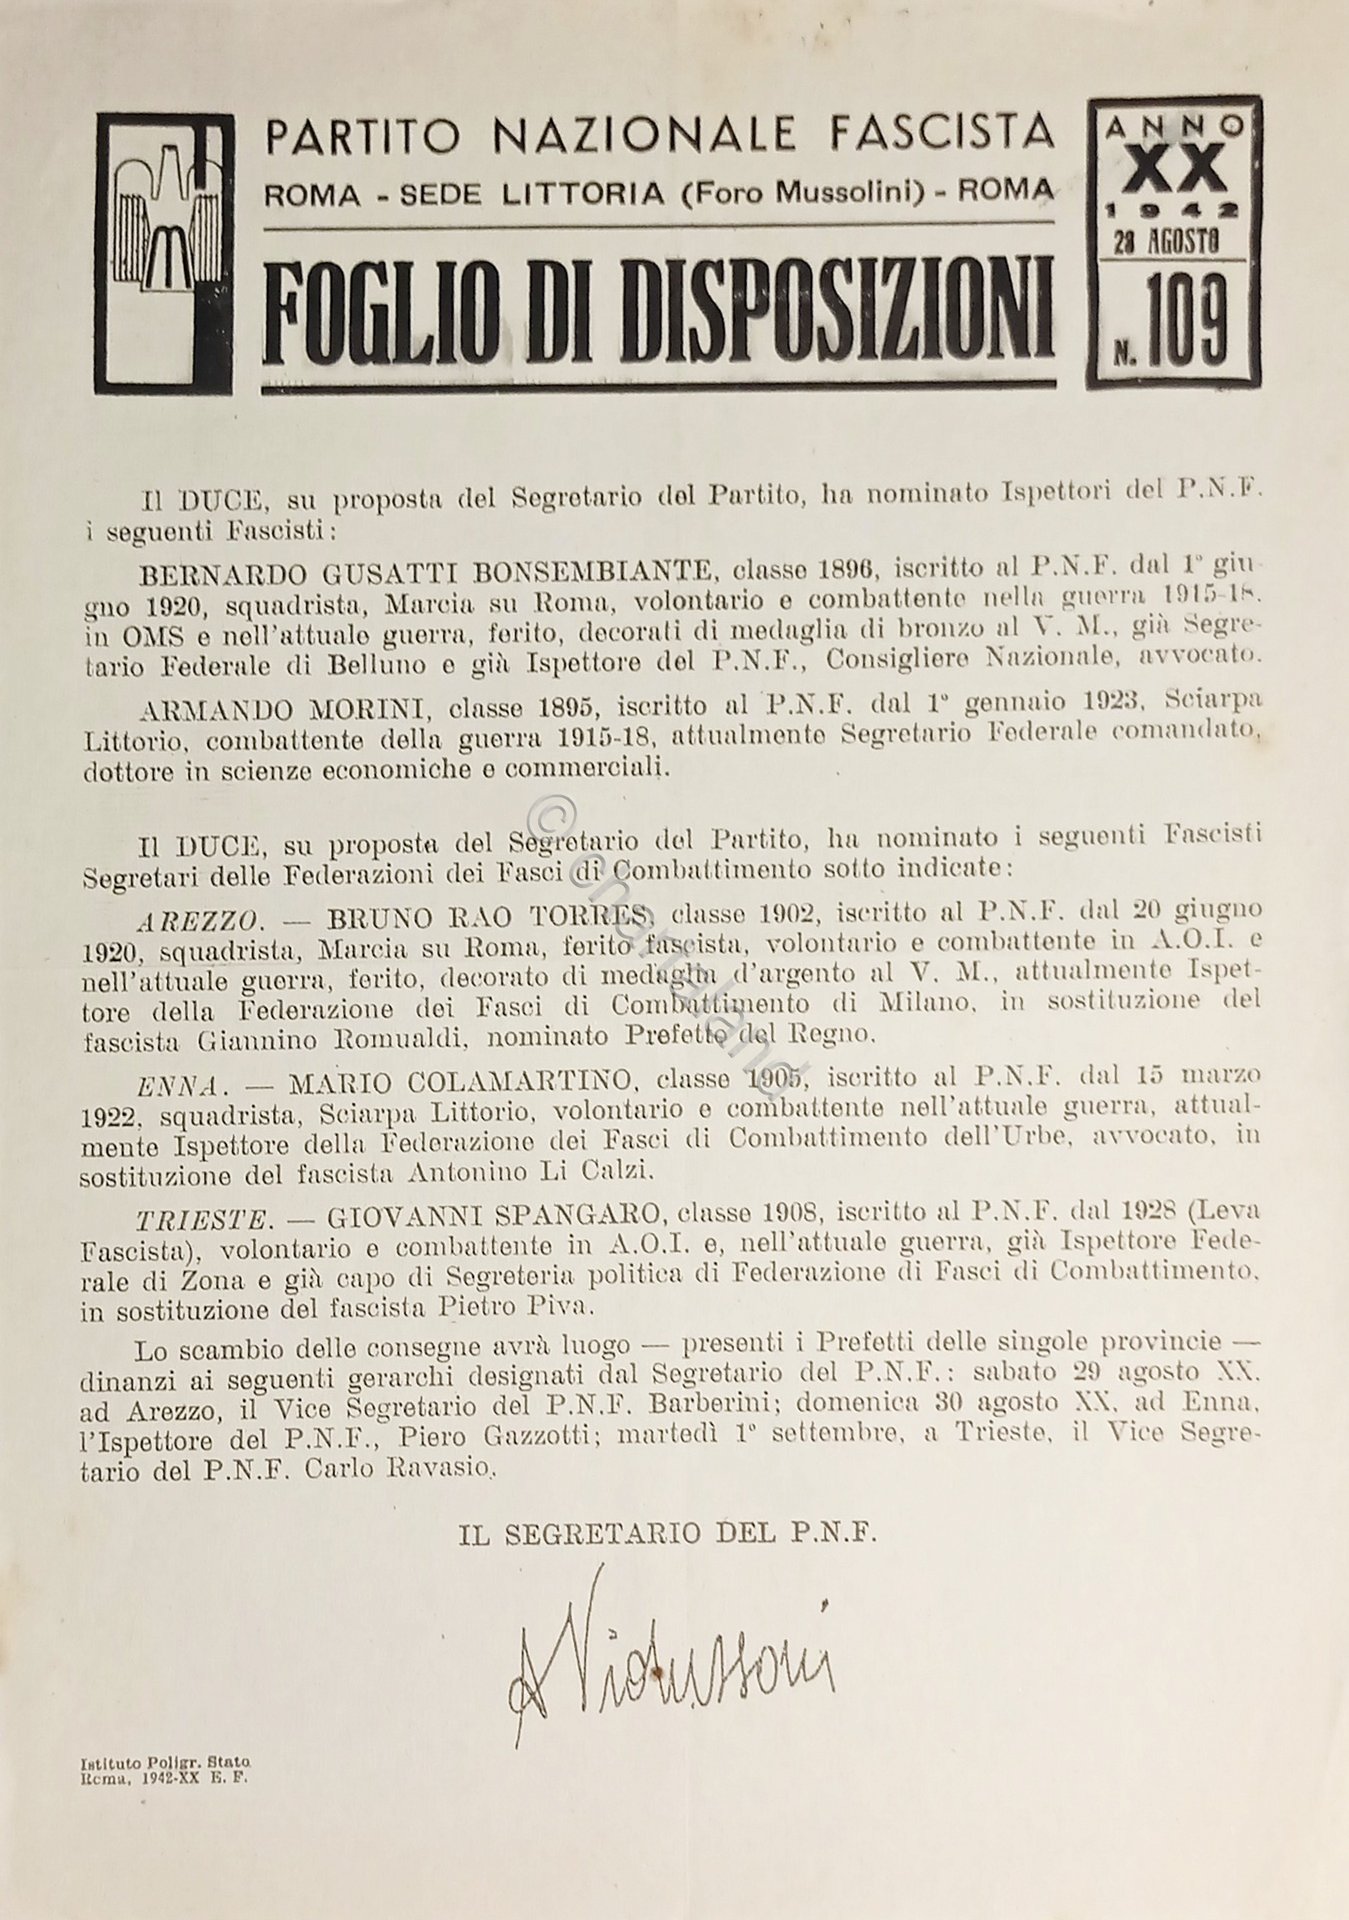 PARTITO NAZIONALE FASCISTA
ROMA - SEDE LITTORIA (Foro Mussolini) - ROMA
FOGLIO DI DISPOSIZIONI
ANNO
XX
1942
28 AGOSTO
N. 109
Il DUCE, su proposta del Segretario del Partito, ha nominato Ispettori del P.N.F.
i seguenti Fascisti:
BERNARDO GUSATTI BONSEMBIANTE, classe 1896, iscritto al P.N.F. dal 1° giu-
gno 1920, squadrista, Marcia su Roma, volontario e combattente nella guerra 1915-18,
in OMS e nell'attuale guerra, ferito, decorati di medaglia di bronzo al V. M., già Segre-
tario Federale di Belluno e già Ispettore del P.N.F., Consigliere Nazionale, avvocato.
ARMANDO MORINI, classe 1895, iscritto al P.N.F. dal 1° gennaio 1923, Sciarpa
Littorio, combattente della guerra 1915-18, attualmente Segretario Federale comandato,
dottore in scienze economiche e commerciali.
Il DUCE, su proposta del Segretario del Partito, ha nominato i seguenti Fascisti
Segretari delle Federazioni dei Fasci di Combattimento sotto indicate:
AREZZO. — BRUNO RAO TORRES, classe 1902, iscritto al P.N.F. dal 20 giugno
1920, squadrista, Marcia su Roma, ferito fascista, volontario e combattente in A.O.I. e
nell'attuale guerra, ferito, decorato di medaglia d'argento al V. M., attualmente Ispet-
tore della Federazione dei Fasci di Combattimento di Milano, in sostituzione del
fascista Giannino Romualdi, nominato Prefetto del Regno.
ENNA. — MARIO COLAMARTINO, classe 1905, iscritto al P.N.F. dal 15 marzo
1922, squadrista, Sciarpa Littorio, volontario e combattente nell'attuale guerra, attual-
mente Ispettore della Federazione dei Fasci di Combattimento dell'Urbe, avvocato, in
sostituzione del fascista Antonino Li Calzi.
TRIESTE. — GIOVANNI SPANGARO, classe 1908, iscritto al P.N.F. dal 1928 (Leva
Fascista), volontario e combattente in A.O.I. e, nell'attuale guerra, già Ispettore Fede-
rale di Zona e già capo di Segreteria politica di Federazione di Fasci di Combattimento,
in sostituzione del fascista Pietro Piva.
Lo scambio delle consegne avrà luogo — presenti i Prefetti delle singole provincie —
dinanzi ai seguenti gerarchi designati dal Segretario del P.N.F.: sabato 29 agosto XX,
ad Arezzo, il Vice Segretario del P.N.F. Barberini; domenica 30 agosto XX, ad Enna,
l'Ispettore del P.N.F., Piero Gazzotti; martedì 1° settembre, a Trieste, il Vice Segre-
tario del P.N.F. Carlo Ravasio.
IL SEGRETARIO DEL P.N.F.
A Vidussoni
Istituto Poligr. Stato
Roma, 1942-XX E. F.
© chartaland